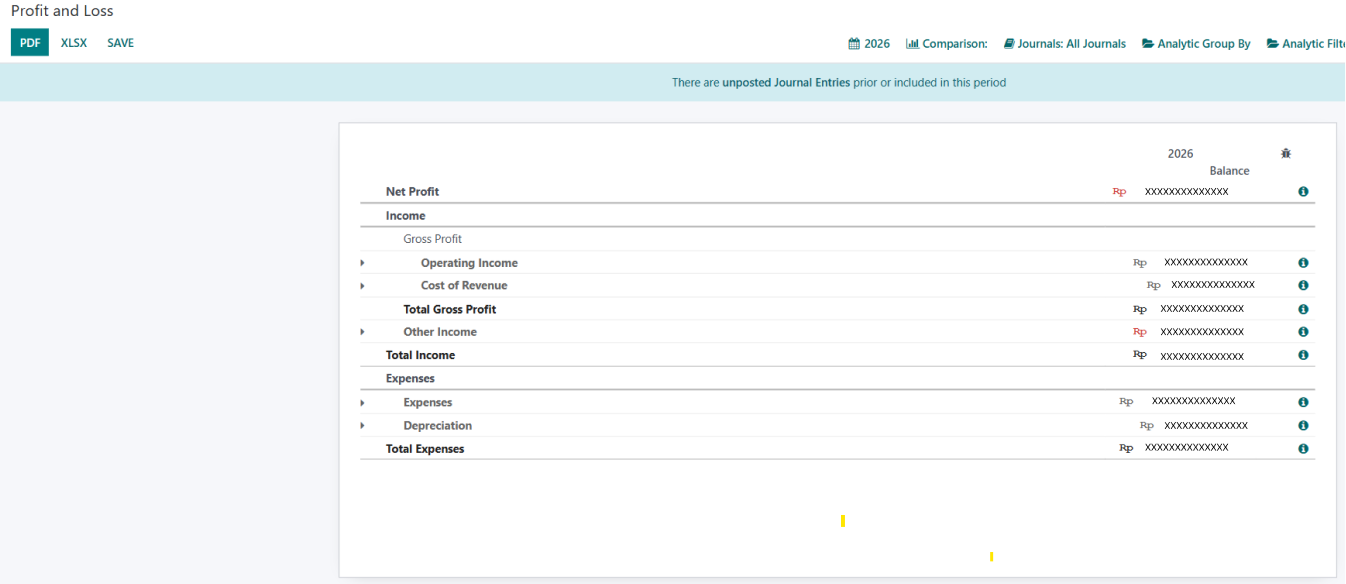 Profit and Loss
PDF XLSX SAVE 2026 Comparison: Journals: All Journals Analytic Group By Analytic Filte
There are unposted Journal Entries prior or included in this period
2026
Balance
Net Profit Rp XXXXXXXXXXXXXX
Income
Gross Profit
Operating Income Rp XXXXXXXXXXXXXX
Cost of Revenue Rp XXXXXXXXXXXXXX
Total Gross Profit Rp XXXXXXXXXXXXXX
Other Income Rp XXXXXXXXXXXXXX
Total Income Rp XXXXXXXXXXXXXX
Expenses
Expenses Rp XXXXXXXXXXXXXX
Depreciation Rp XXXXXXXXXXXXXX
Total Expenses Rp XXXXXXXXXXXXXX